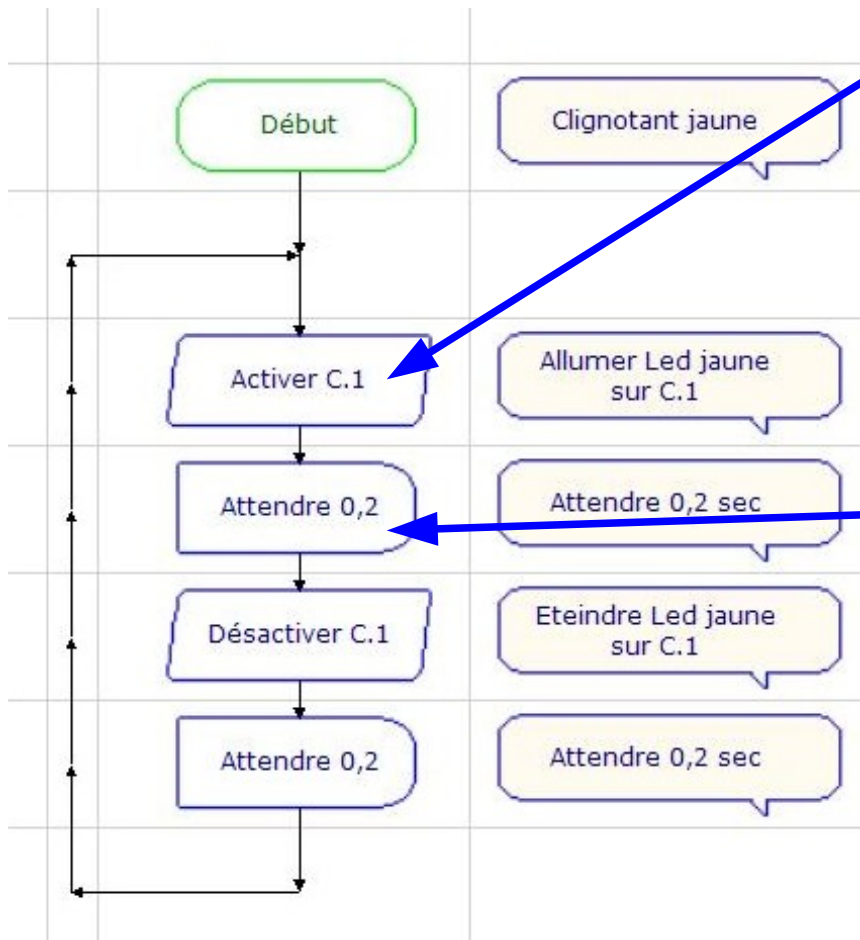 Début
Clignotant jaune
Activer C.1
Allumer Led jaune
sur C.1
Attendre 0,2
Attendre 0,2 sec
Désactiver C.1
Eteindre Led jaune
sur C.1
Attendre 0,2
Attendre 0,2 sec